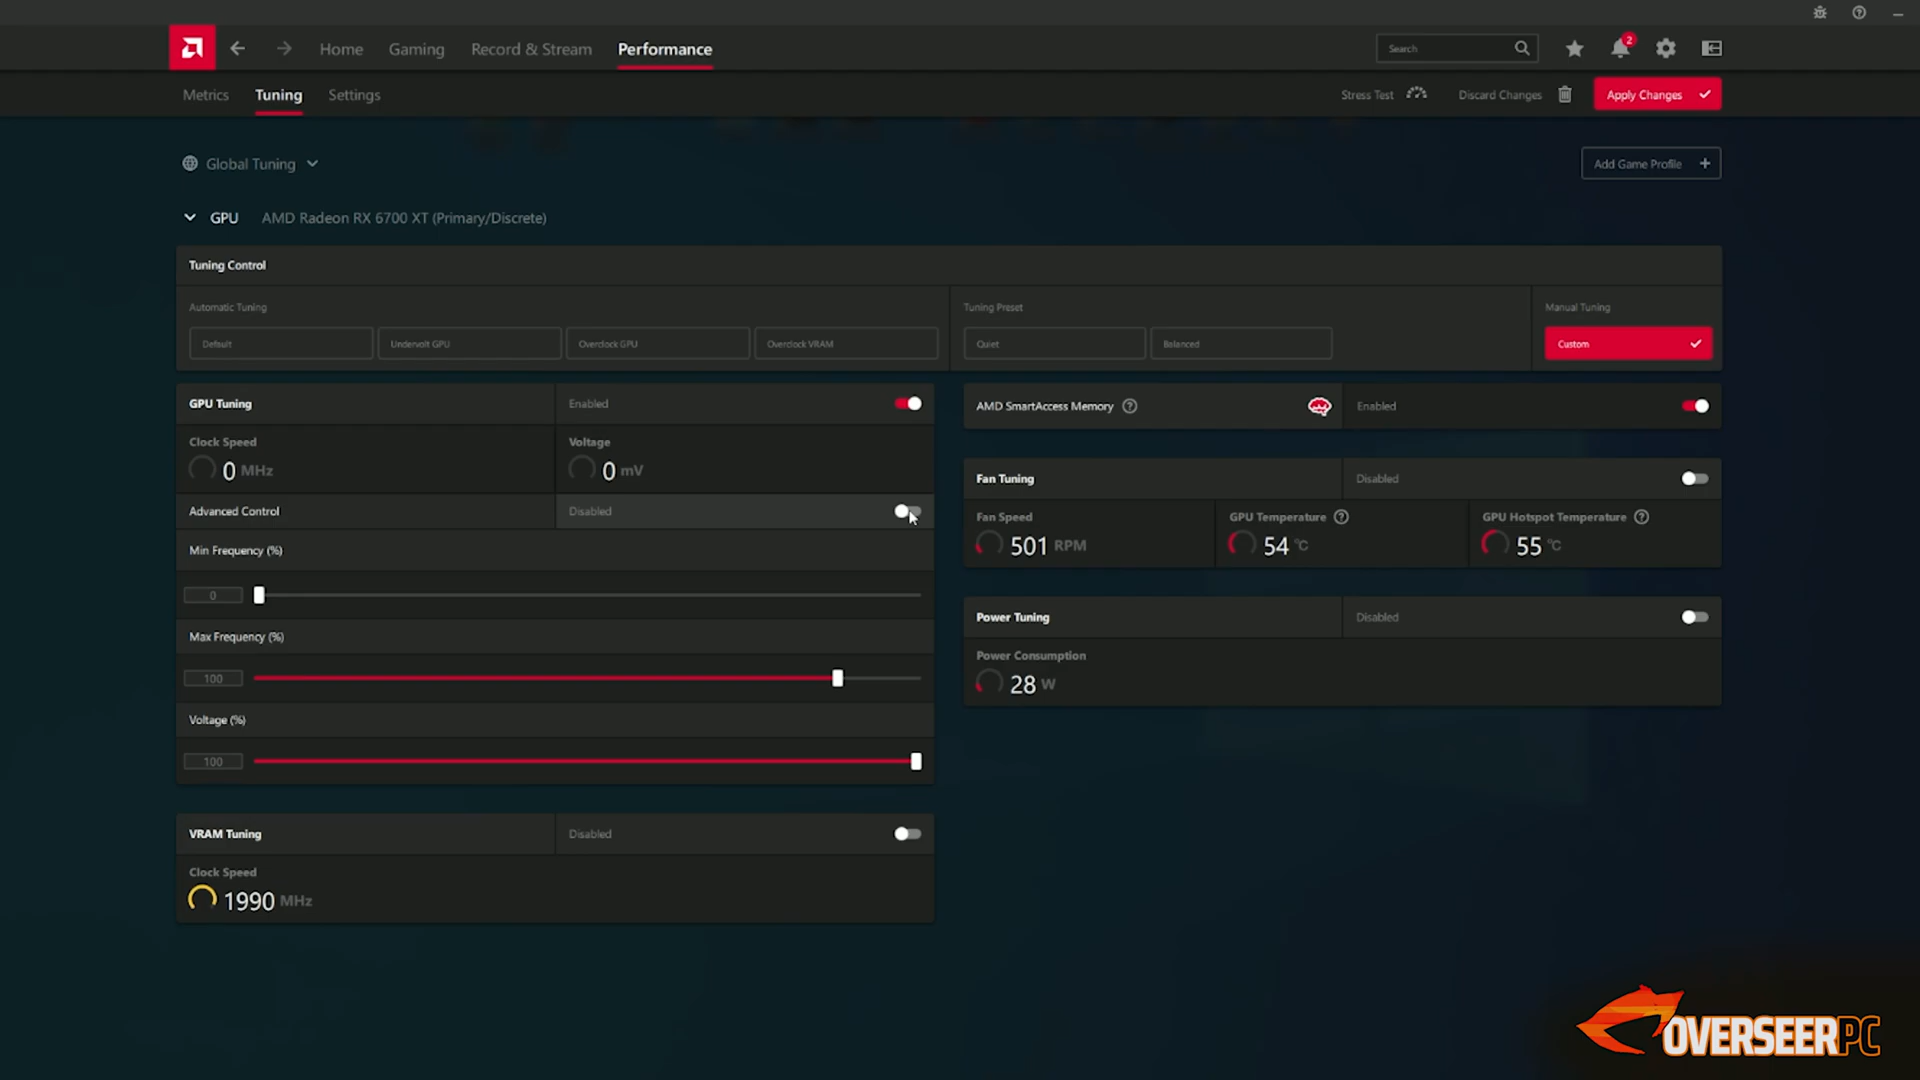 Home Gaming Record & Stream Performance Search 2
Metrics Tuning Settings Stress Test Discard Changes Apply Changes
Global Tuning Add Game Profile
GPU AMD Radeon RX 6700 XT (Primary/Discrete)
Tuning Control
Automatic Tuning Tuning Preset Manual Tuning
Default Undervolt GPU Overclock GPU Overclock VRAM Quiet Balanced Custom
GPU Tuning Enabled
Clock Speed Voltage
0 MHz 0 mV
Advanced Control Disabled
Min Frequency (%)
0
Max Frequency (%)
100
Voltage (%)
100
VRAM Tuning Disabled
Clock Speed
1990 MHz
AMD SmartAccess Memory Enabled
Fan Tuning Disabled
Fan Speed GPU Temperature GPU Hotspot Temperature
501 RPM 54 °C 55 °C
Power Tuning Disabled
Power Consumption
28 W
OVERSEERPC